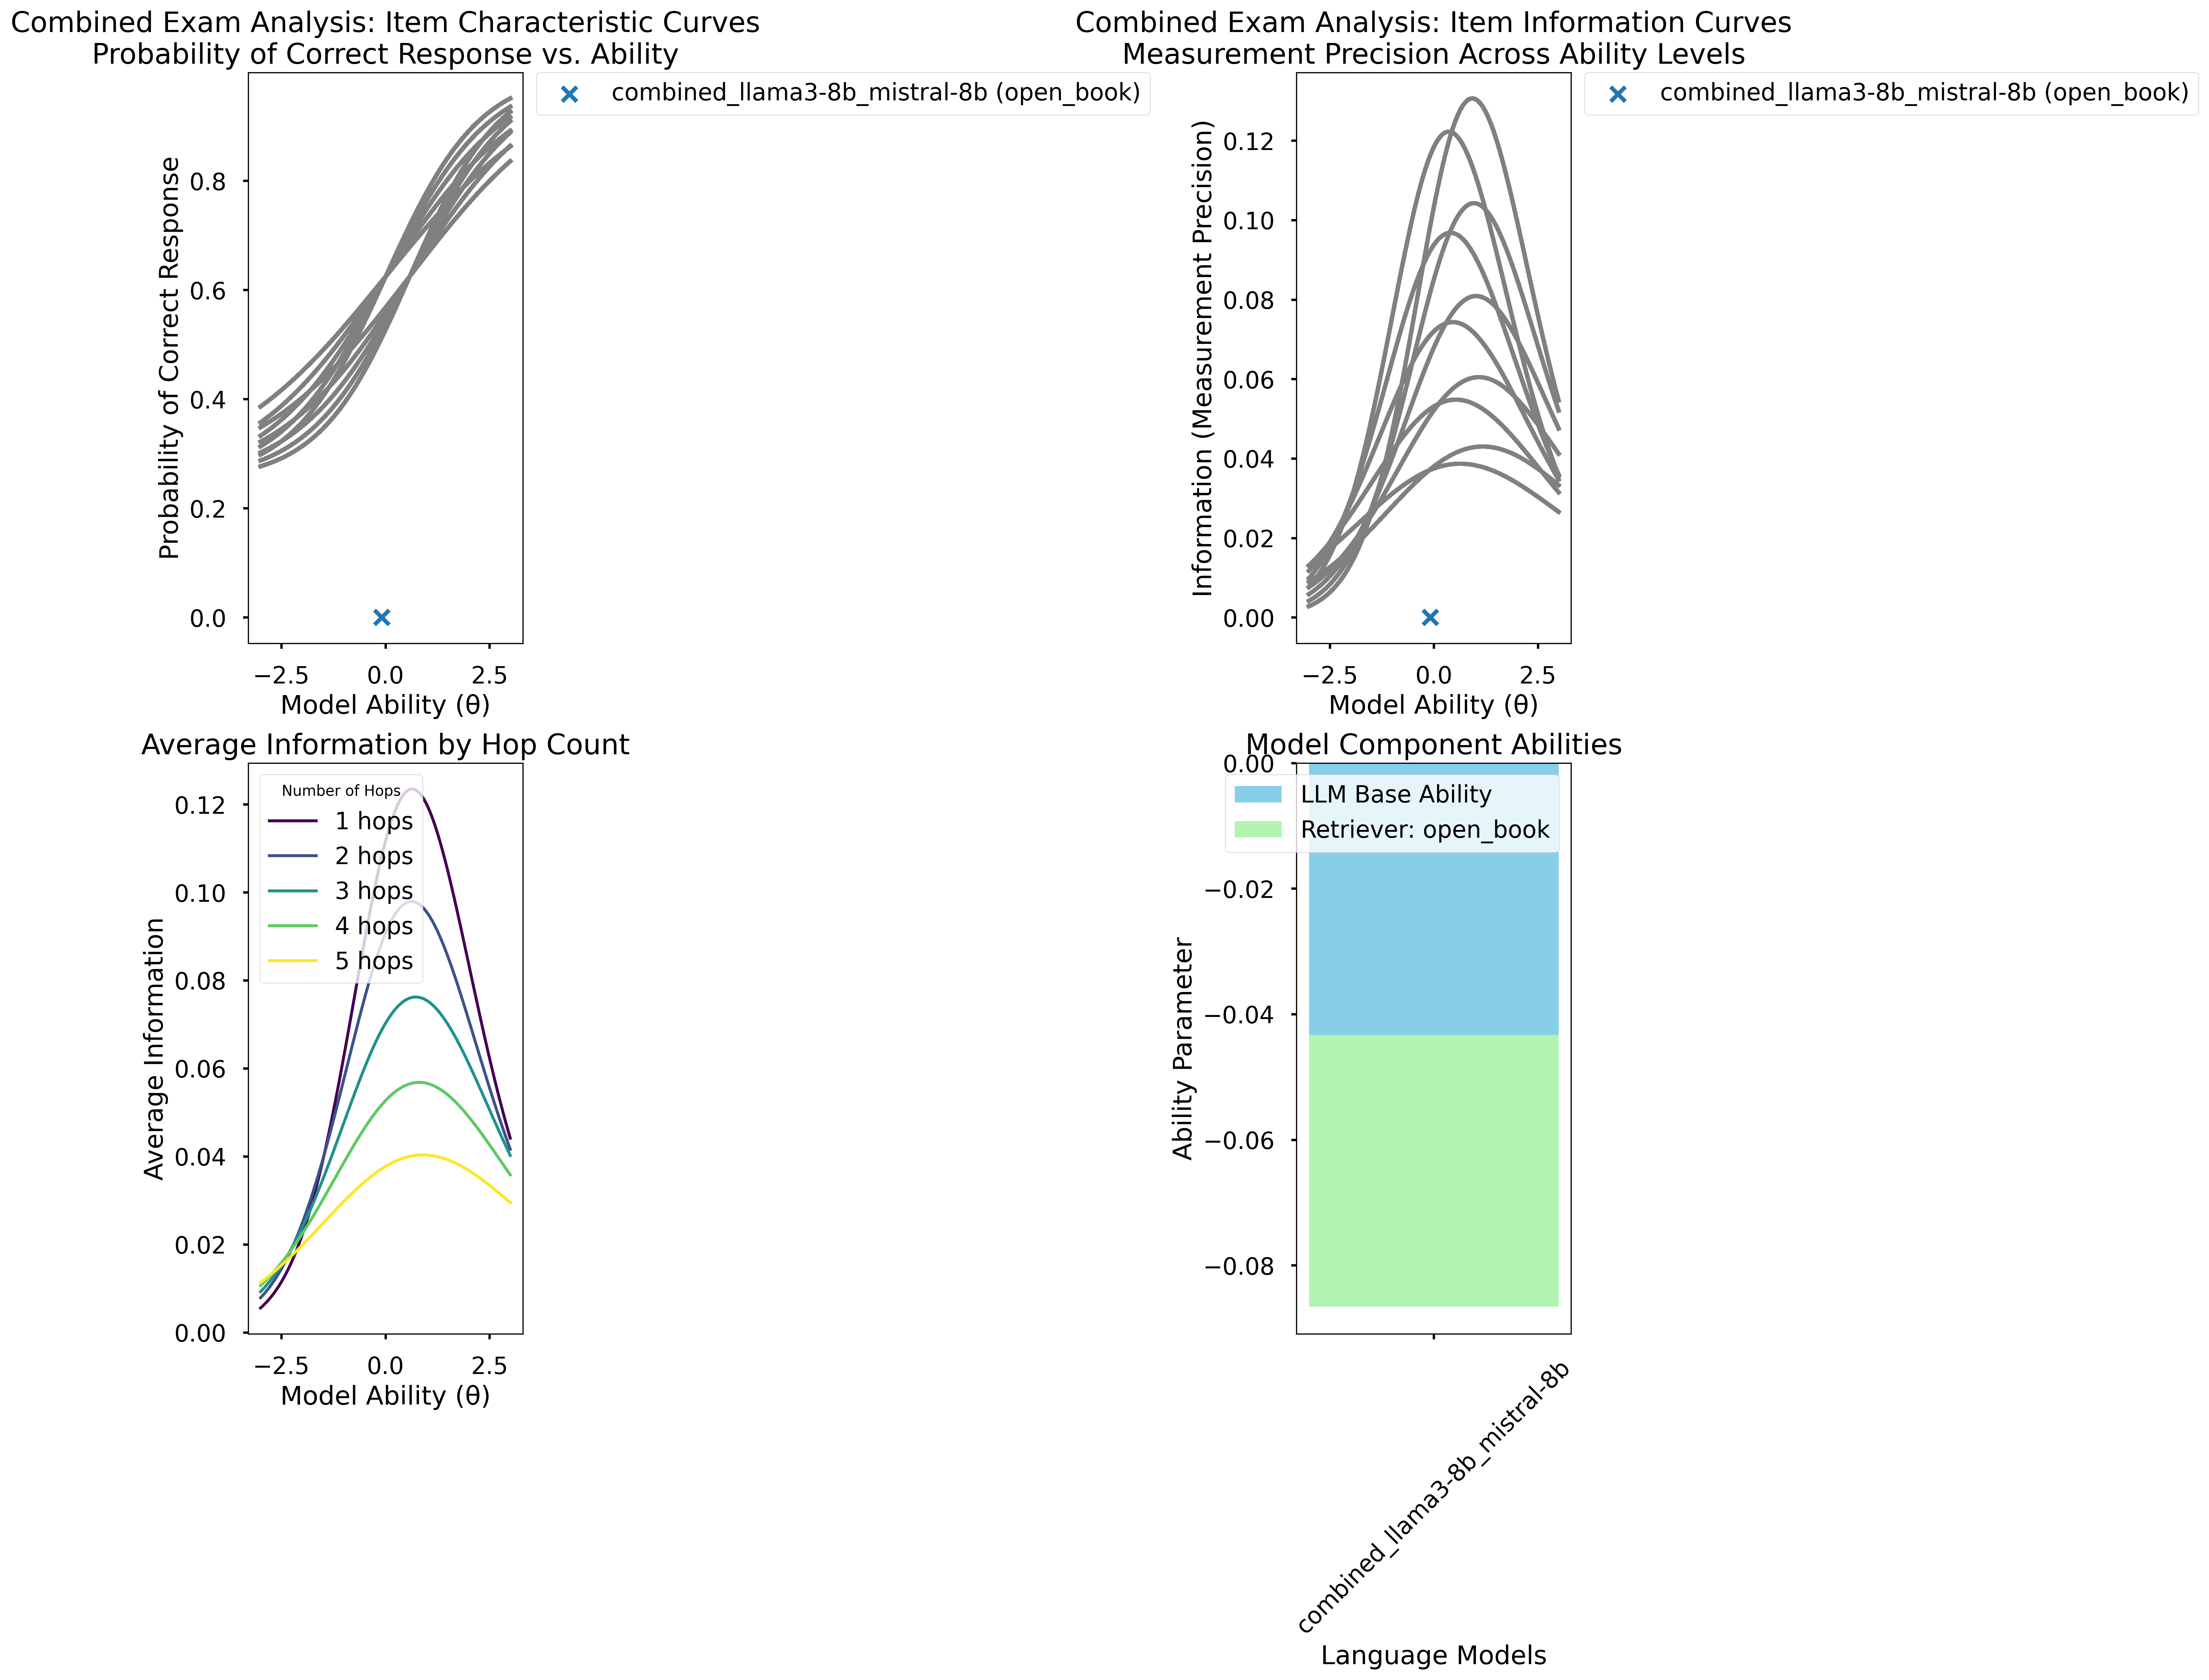 Combined Exam Analysis: Item Characteristic Curves
Probability of Correct Response vs. Ability
combined_llama3-8b_mistral-8b (open_book)
Probability of Correct Response
0.8
0.6
0.4
0.2
0.0
−2.5
0.0
2.5
Model Ability (θ)
Combined Exam Analysis: Item Information Curves
Measurement Precision Across Ability Levels
combined_llama3-8b_mistral-8b (open_book)
Information (Measurement Precision)
0.12
0.10
0.08
0.06
0.04
0.02
0.00
−2.5
0.0
2.5
Model Ability (θ)
Average Information by Hop Count
Number of Hops
1 hops
2 hops
3 hops
4 hops
5 hops
Average Information
0.12
0.10
0.08
0.06
0.04
0.02
0.00
−2.5
0.0
2.5
Model Ability (θ)
Model Component Abilities
LLM Base Ability
Retriever: open_book
Ability Parameter
0.00
−0.02
−0.04
−0.06
−0.08
combined_llama3-8b_mistral-8b
Language Models